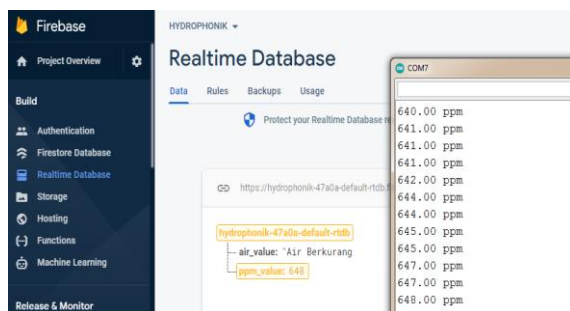 Firebase
Project Overview
Build
Authentication
Firestore Database
Realtime Database
Storage
Hosting
Functions
Machine Learning
Release & Monitor
HYDROPHONIK
Realtime Database
Data Rules Backups Usage
Protect your Realtime Database
https://hydrophonik-47a0a-default-rtdb.
hydrophonik-47a0a-default-rtdb
air_value: "Air Berkurang
ppm_value: 648
COM7
640.00 ppm
641.00 ppm
641.00 ppm
641.00 ppm
642.00 ppm
644.00 ppm
644.00 ppm
645.00 ppm
645.00 ppm
647.00 ppm
647.00 ppm
648.00 ppm